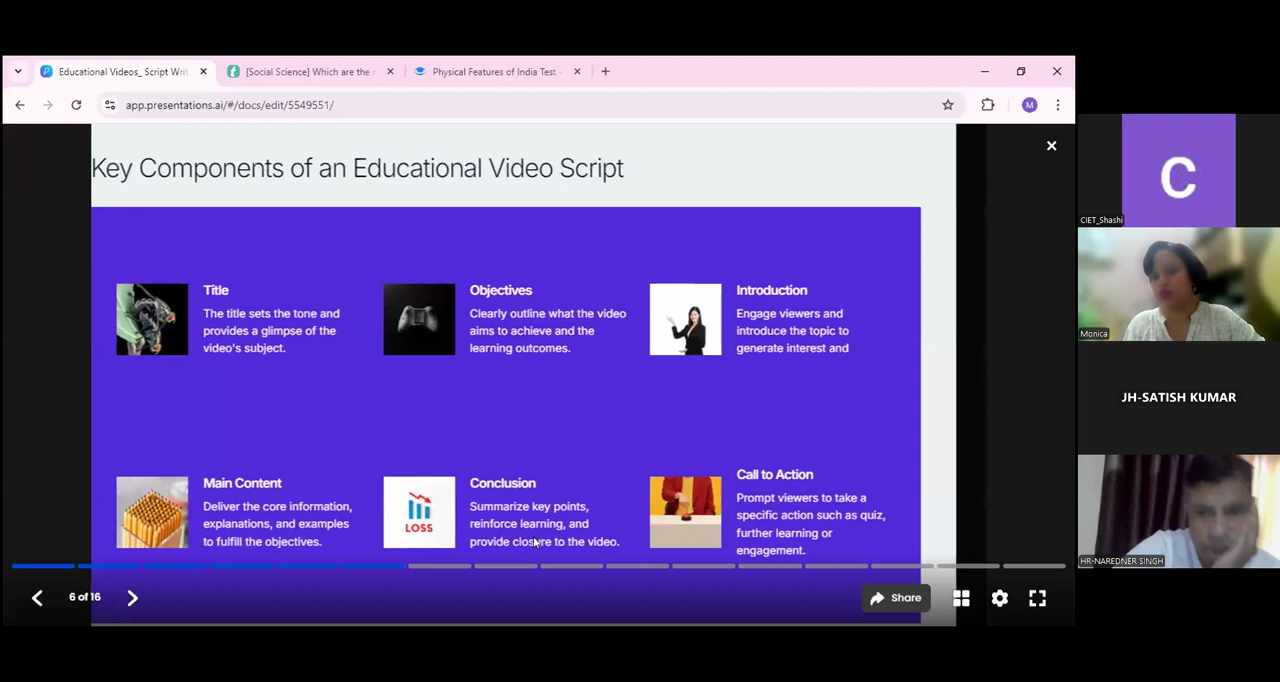 Educational Videos_ Script Writ
[Social Science] Which are the r
Physical Features of India Test -
app.presentations.ai/#/docs/edit/5549551/
M
Key Components of an Educational Video Script
Title
The title sets the tone and
provides a glimpse of the
video's subject.
Objectives
Clearly outline what the video
aims to achieve and the
learning outcomes.
Introduction
Engage viewers and
introduce the topic to
generate interest and
Main Content
Deliver the core information,
explanations, and examples
to fulfill the objectives.
LOSS
Conclusion
Summarize key points,
reinforce learning, and
provide closure to the video.
Call to Action
Prompt viewers to take a
specific action such as quiz,
further learning or
engagement.
6 of 16
Share
C
CIET_Shashi
Monica
JH-SATISH KUMAR
HR-NAREDNER SINGH